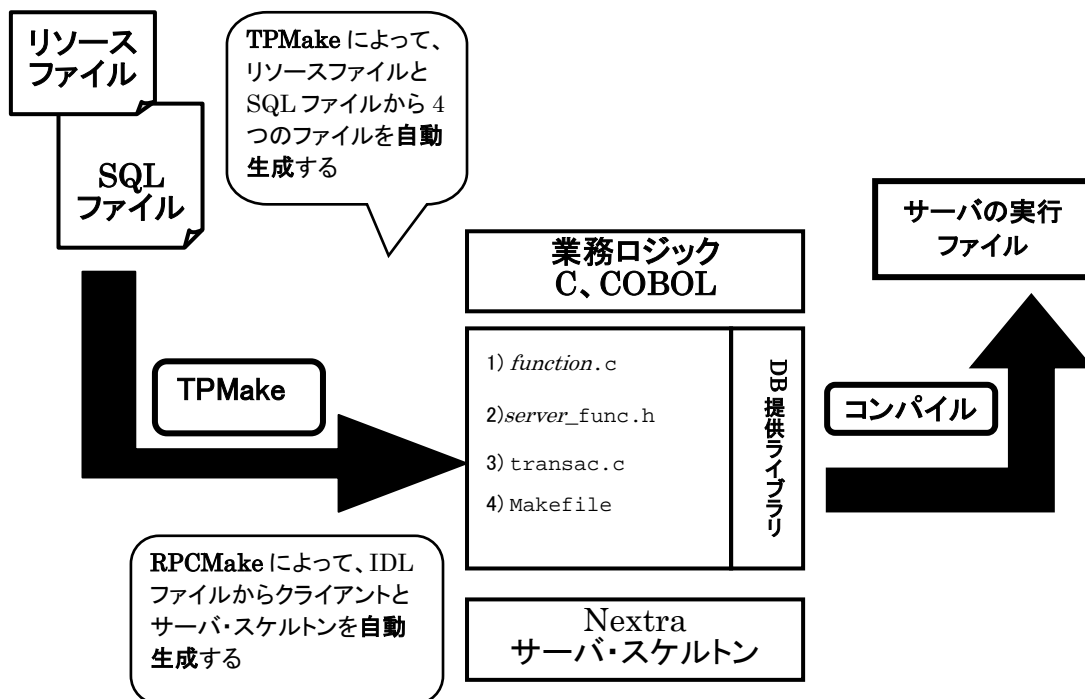 リソース
ファイル
SQL
ファイル
TPMake によって、
リソースファイルと
SQL ファイルから 4
つのファイルを自動
生成する
TPMake
業務ロジック
C、COBOL
1) function.c
2)server_func.h
3) transac.c
4) Makefile
DB 提供ライブラリ
コンパイル
サーバの実行
ファイル
RPCMake によって、IDL
ファイルからクライアントと
サーバ・スケルトンを自動
生成する
Nextra
サーバ・スケルトン